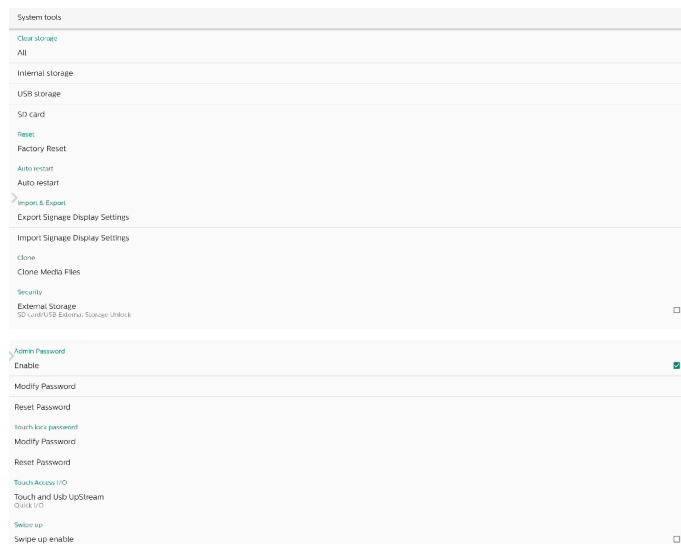 System tools
Clear storage
All
Internal storage
USB storage
SD card
Reset
Factory Reset
Auto restart
Auto restart
Import & Export
Export Signage Display Settings
Import Signage Display Settings
Clone
Clone Media Files
Security
External Storage
SD card/USB External Storage Unlock
Admin Password
Enable
Modify Password
Reset Password
Touch lock password
Modify Password
Reset Password
Touch Access I/O
Touch and Usb UpStream
Quick I/O
Swipe up
Swipe up enable